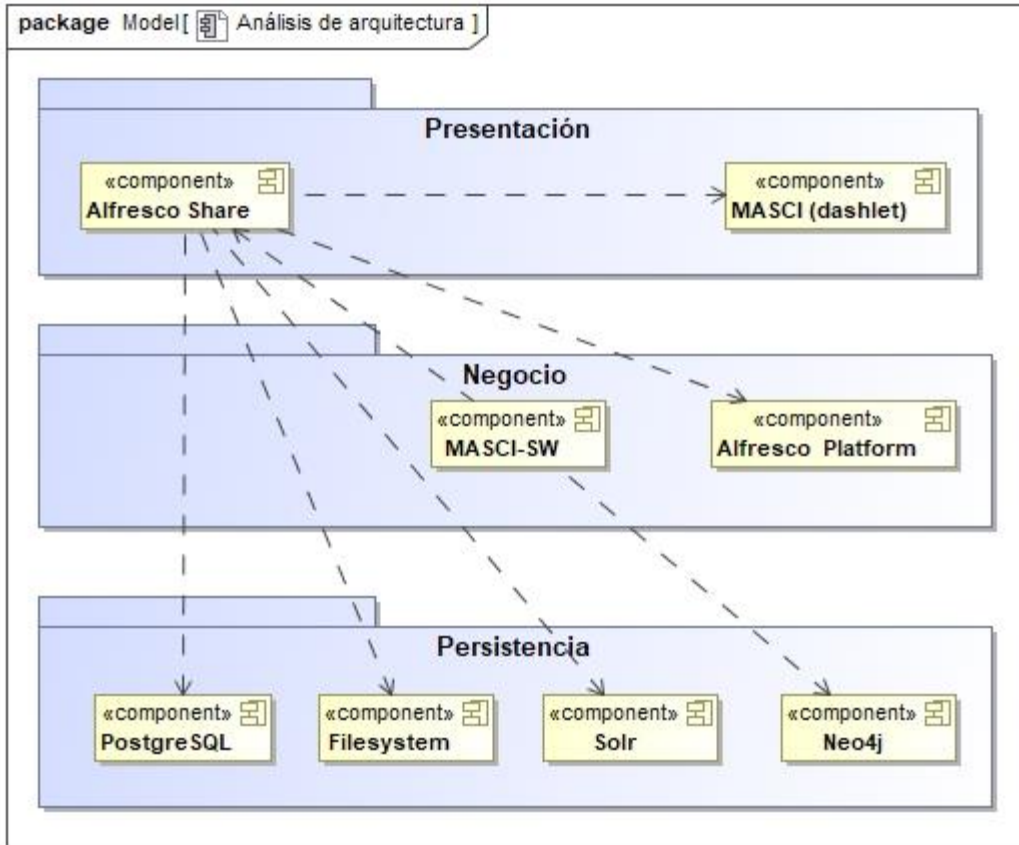 package Model[ Análisis de arquitectura ]
Presentación
«component»
Alfresco Share
«component»
MASCI (dashlet)
Negocio
«component»
MASCI-SW
«component»
Alfresco Platform
Persistencia
«component»
PostgreSQL
«component»
Filesystem
«component»
Solr
«component»
Neo4j